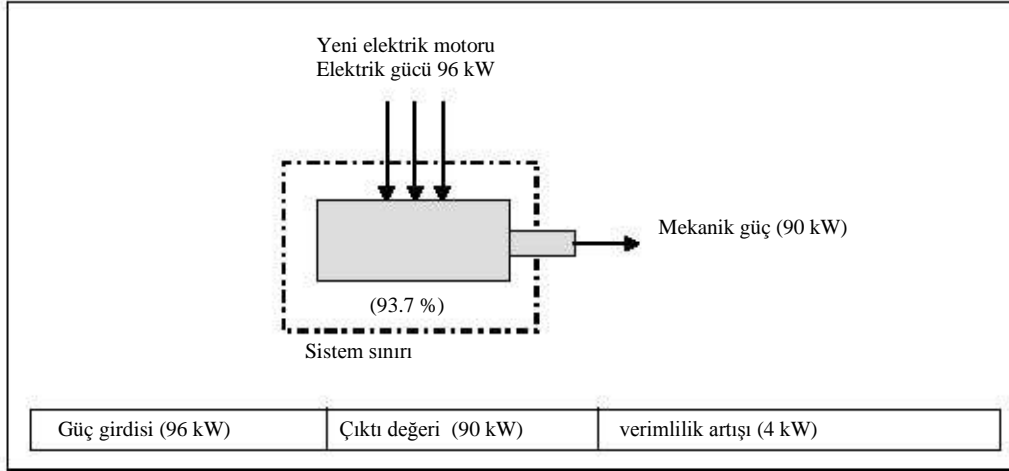 Yeni elektrik motoru
Elektrik gücü 96 kW
Mekanik güç (90 kW)
(93.7 %)
Sistem sınırı
Güç girdisi (96 kW) Çıktı değeri (90 kW) verimlilik artışı (4 kW)